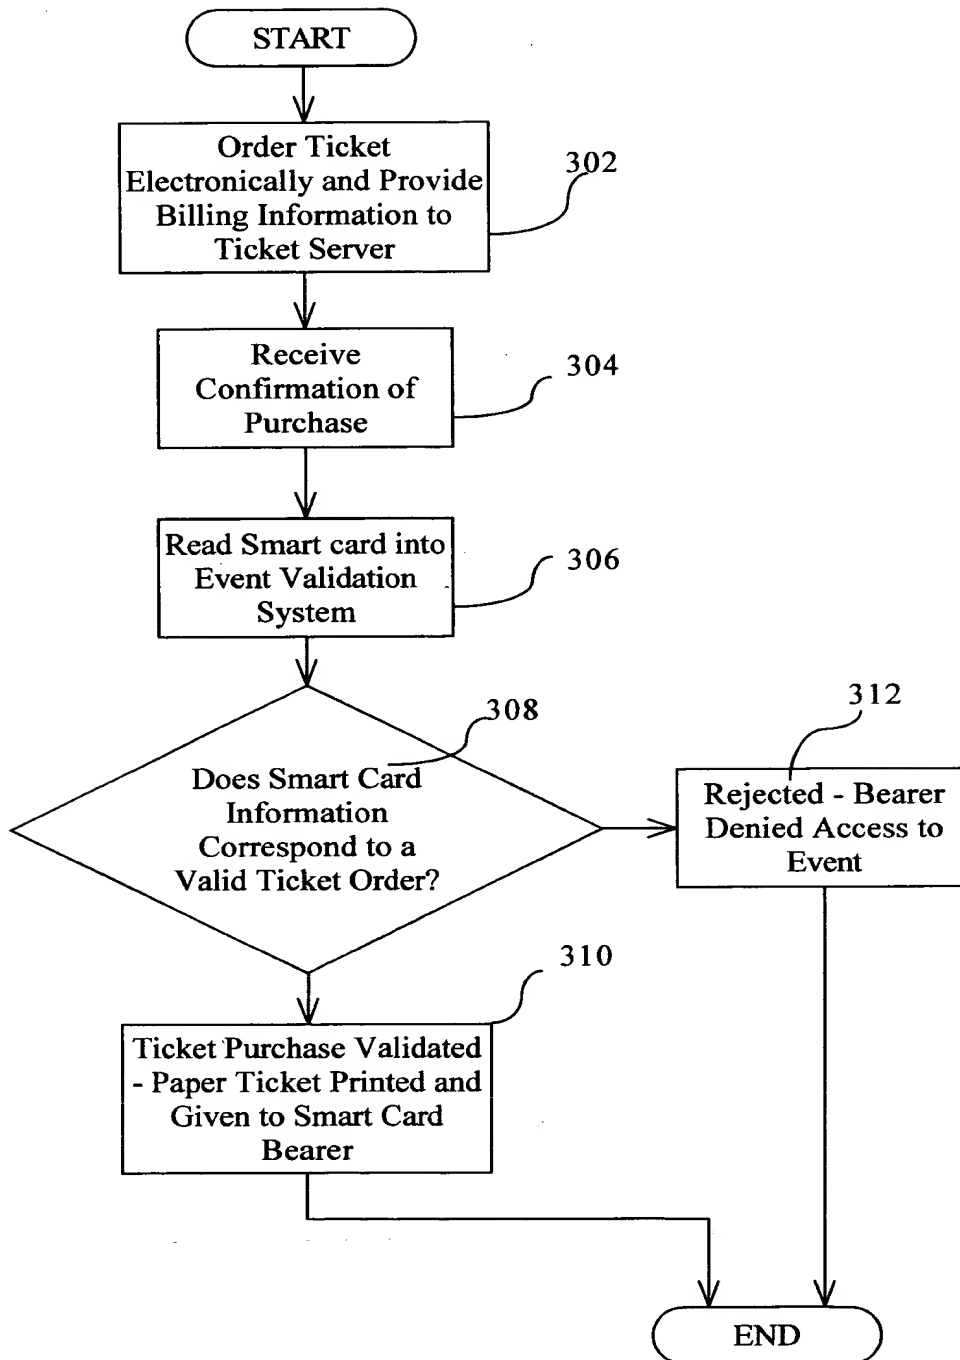 START
Order Ticket
Electronically and Provide
Billing Information to
Ticket Server
302
Receive
Confirmation of
Purchase
304
Read Smart card into
Event Validation
System
306
308
Does Smart Card
Information
Correspond to a
Valid Ticket Order?
312
Rejected - Bearer
Denied Access to
Event
310
Ticket Purchase Validated
- Paper Ticket Printed and
Given to Smart Card
Bearer
END